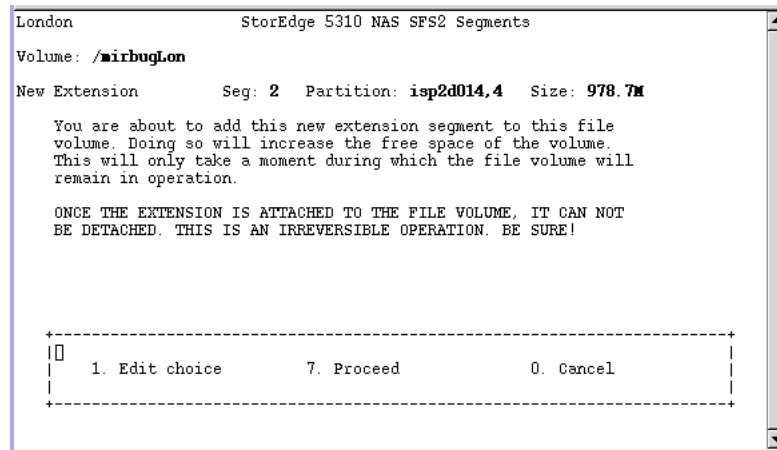 London StorEdge 5310 NAS SFS2 Segments
Volume: /mirbugLon
New Extension Seg: 2 Partition: isp2d014,4 Size: 978.7M
You are about to add this new extension segment to this file
volume. Doing so will increase the free space of the volume.
This will only take a moment during which the file volume will
remain in operation.
ONCE THE EXTENSION IS ATTACHED TO THE FILE VOLUME, IT CAN NOT
BE DETACHED. THIS IS AN IRREVERSIBLE OPERATION. BE SURE!
1. Edit choice 7. Proceed 0. Cancel